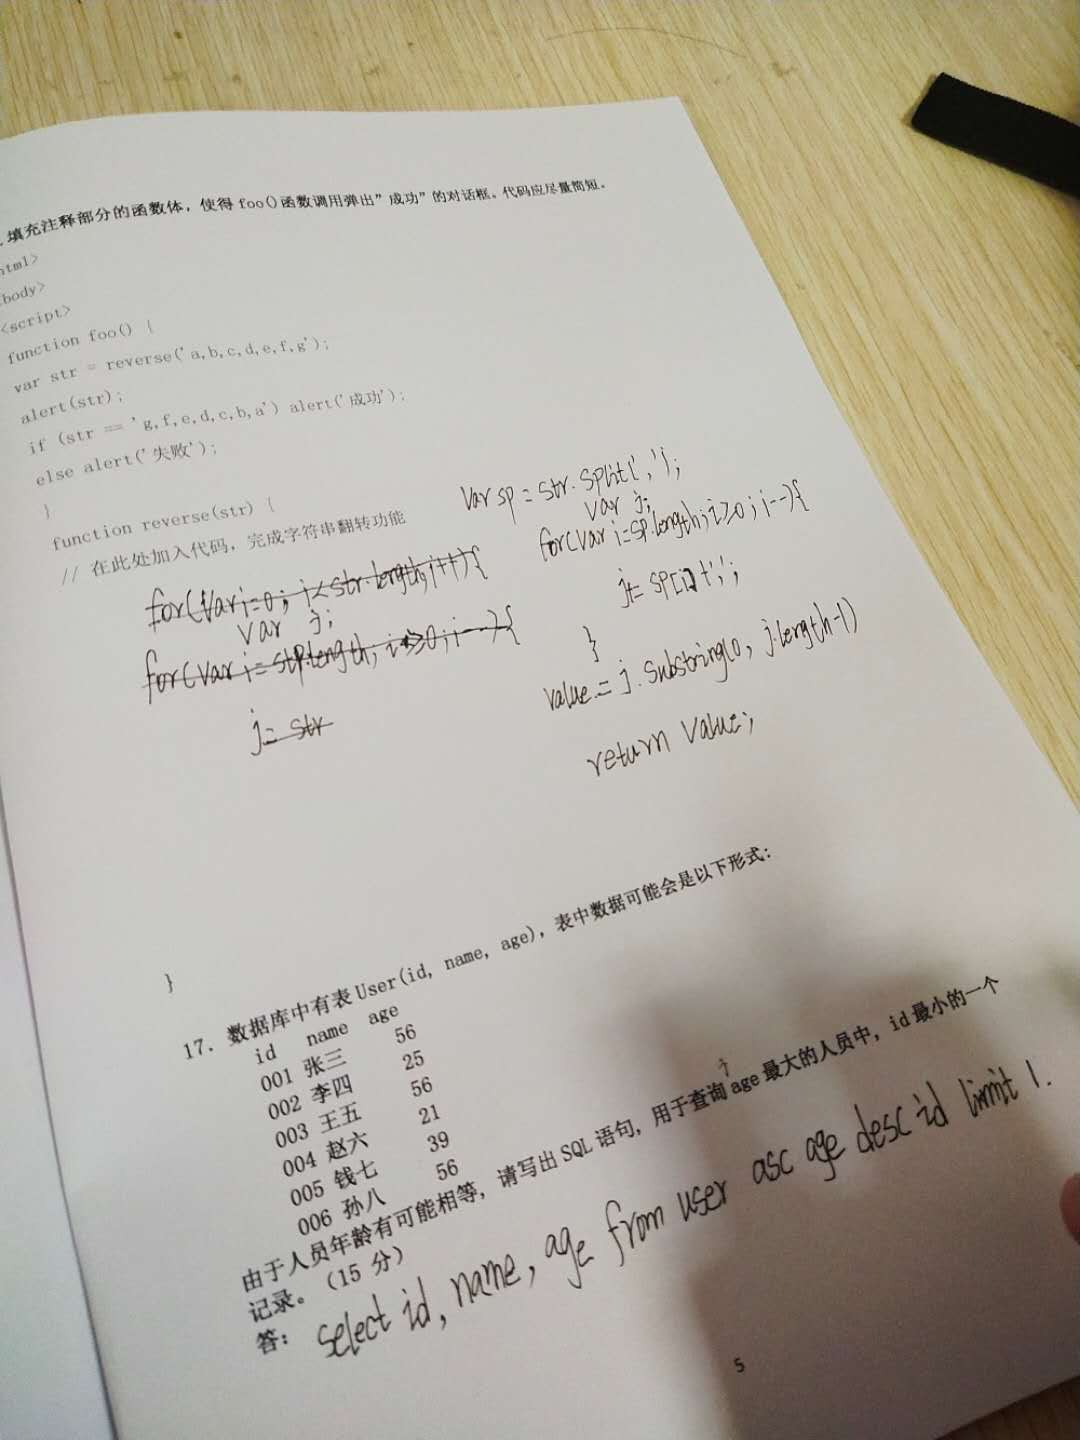 .填充注释部分的函数体，使得 foo()函数调用弹出”成功”的对话框。代码应尽量简短。
html>
body>
<script>
function foo() {
var str = reverse('a,b,c,d,e,f,g');
alert(str);
if (str == 'g,f,e,d,c,b,a') alert('成功');
else alert('失败');
}
function reverse(str) {
// 在此处加入代码，完成字符串翻转功能
for(var i=0; i<str.length;i++){
var j;
for(var i= length; i>0;i--){
j= str
var sp = str.split(',');
var j;
for(var i=sp.length;i>0;i--){
j+= sp[i]+',';
}
value = j.substring(0, j.length-1)
return value;
}
17. 数据库中有表 User(id, name, age)，表中数据可能会是以下形式：
id name age
001 张三 56
002 李四 25
003 王五 56
004 赵六 21
005 钱七 39
006 孙八 56
由于人员年龄有可能相等，请写出 SQL 语句，用于查询 age 最大的人员中，id 最小的一个
记录。（15 分）
答： select id, name, age from user asc age desc id limit 1.
5